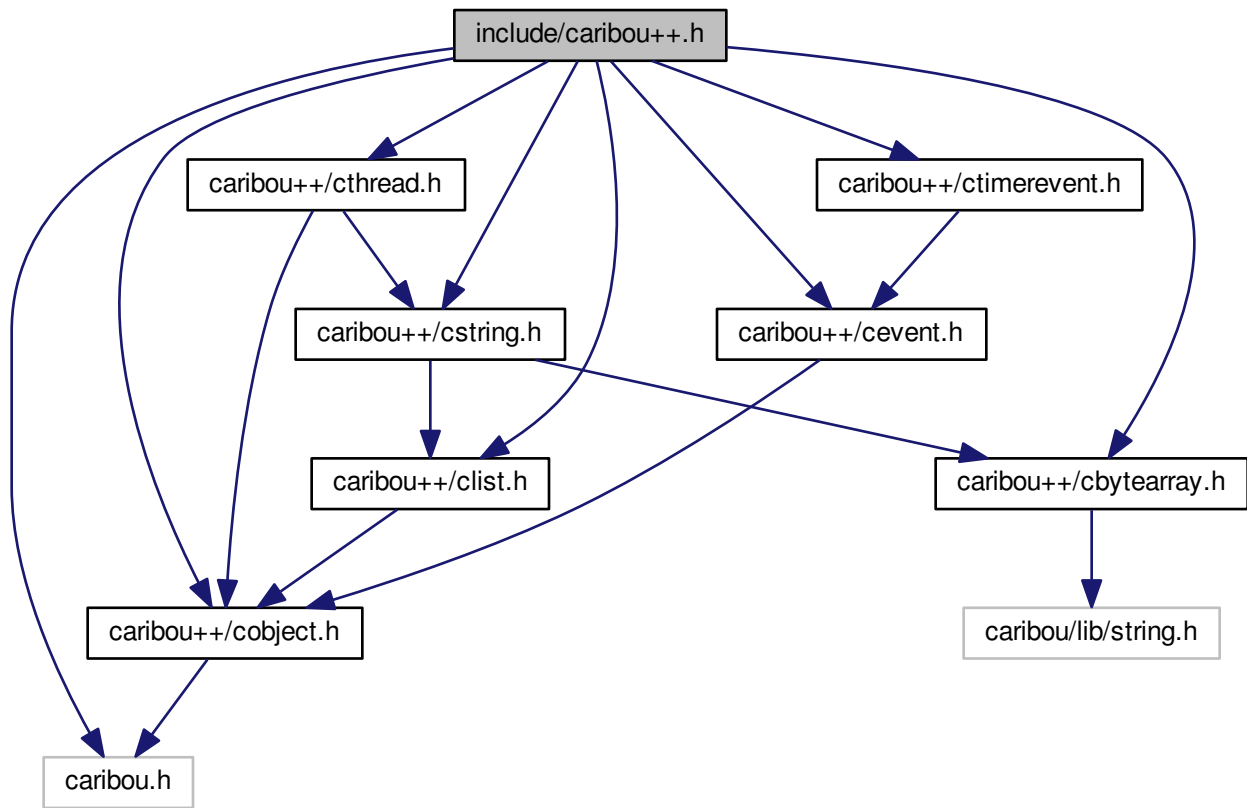 include/caribou++.h
caribou++/cthread.h
caribou++/ctimerevent.h
caribou++/cstring.h
caribou++/cevent.h
caribou++/clist.h
caribou++/cbytearray.h
caribou++/cobject.h
caribou/lib/string.h
caribou.h